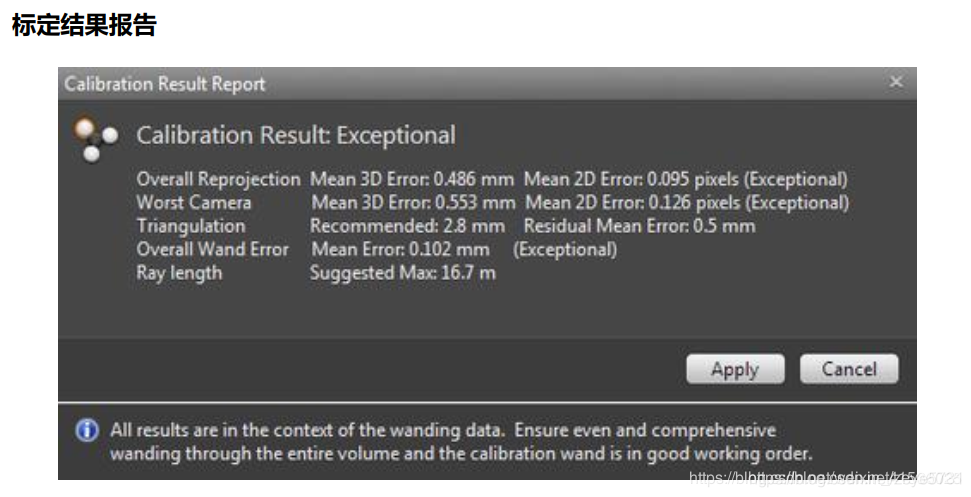 标定结果报告
Calibration Result Report
Calibration Result: Exceptional
Overall Reprojection Mean 3D Error: 0.486 mm Mean 2D Error: 0.095 pixels (Exceptional)
Worst Camera Mean 3D Error: 0.553 mm Mean 2D Error: 0.126 pixels (Exceptional)
Triangulation Recommended: 2.8 mm Residual Mean Error: 0.5 mm
Overall Wand Error Mean Error: 0.102 mm (Exceptional)
Ray length Suggested Max: 16.7 m
Apply Cancel
All results are in the context of the wanding data. Ensure even and comprehensive
wanding through the entire volume and the calibration wand is in good working order.